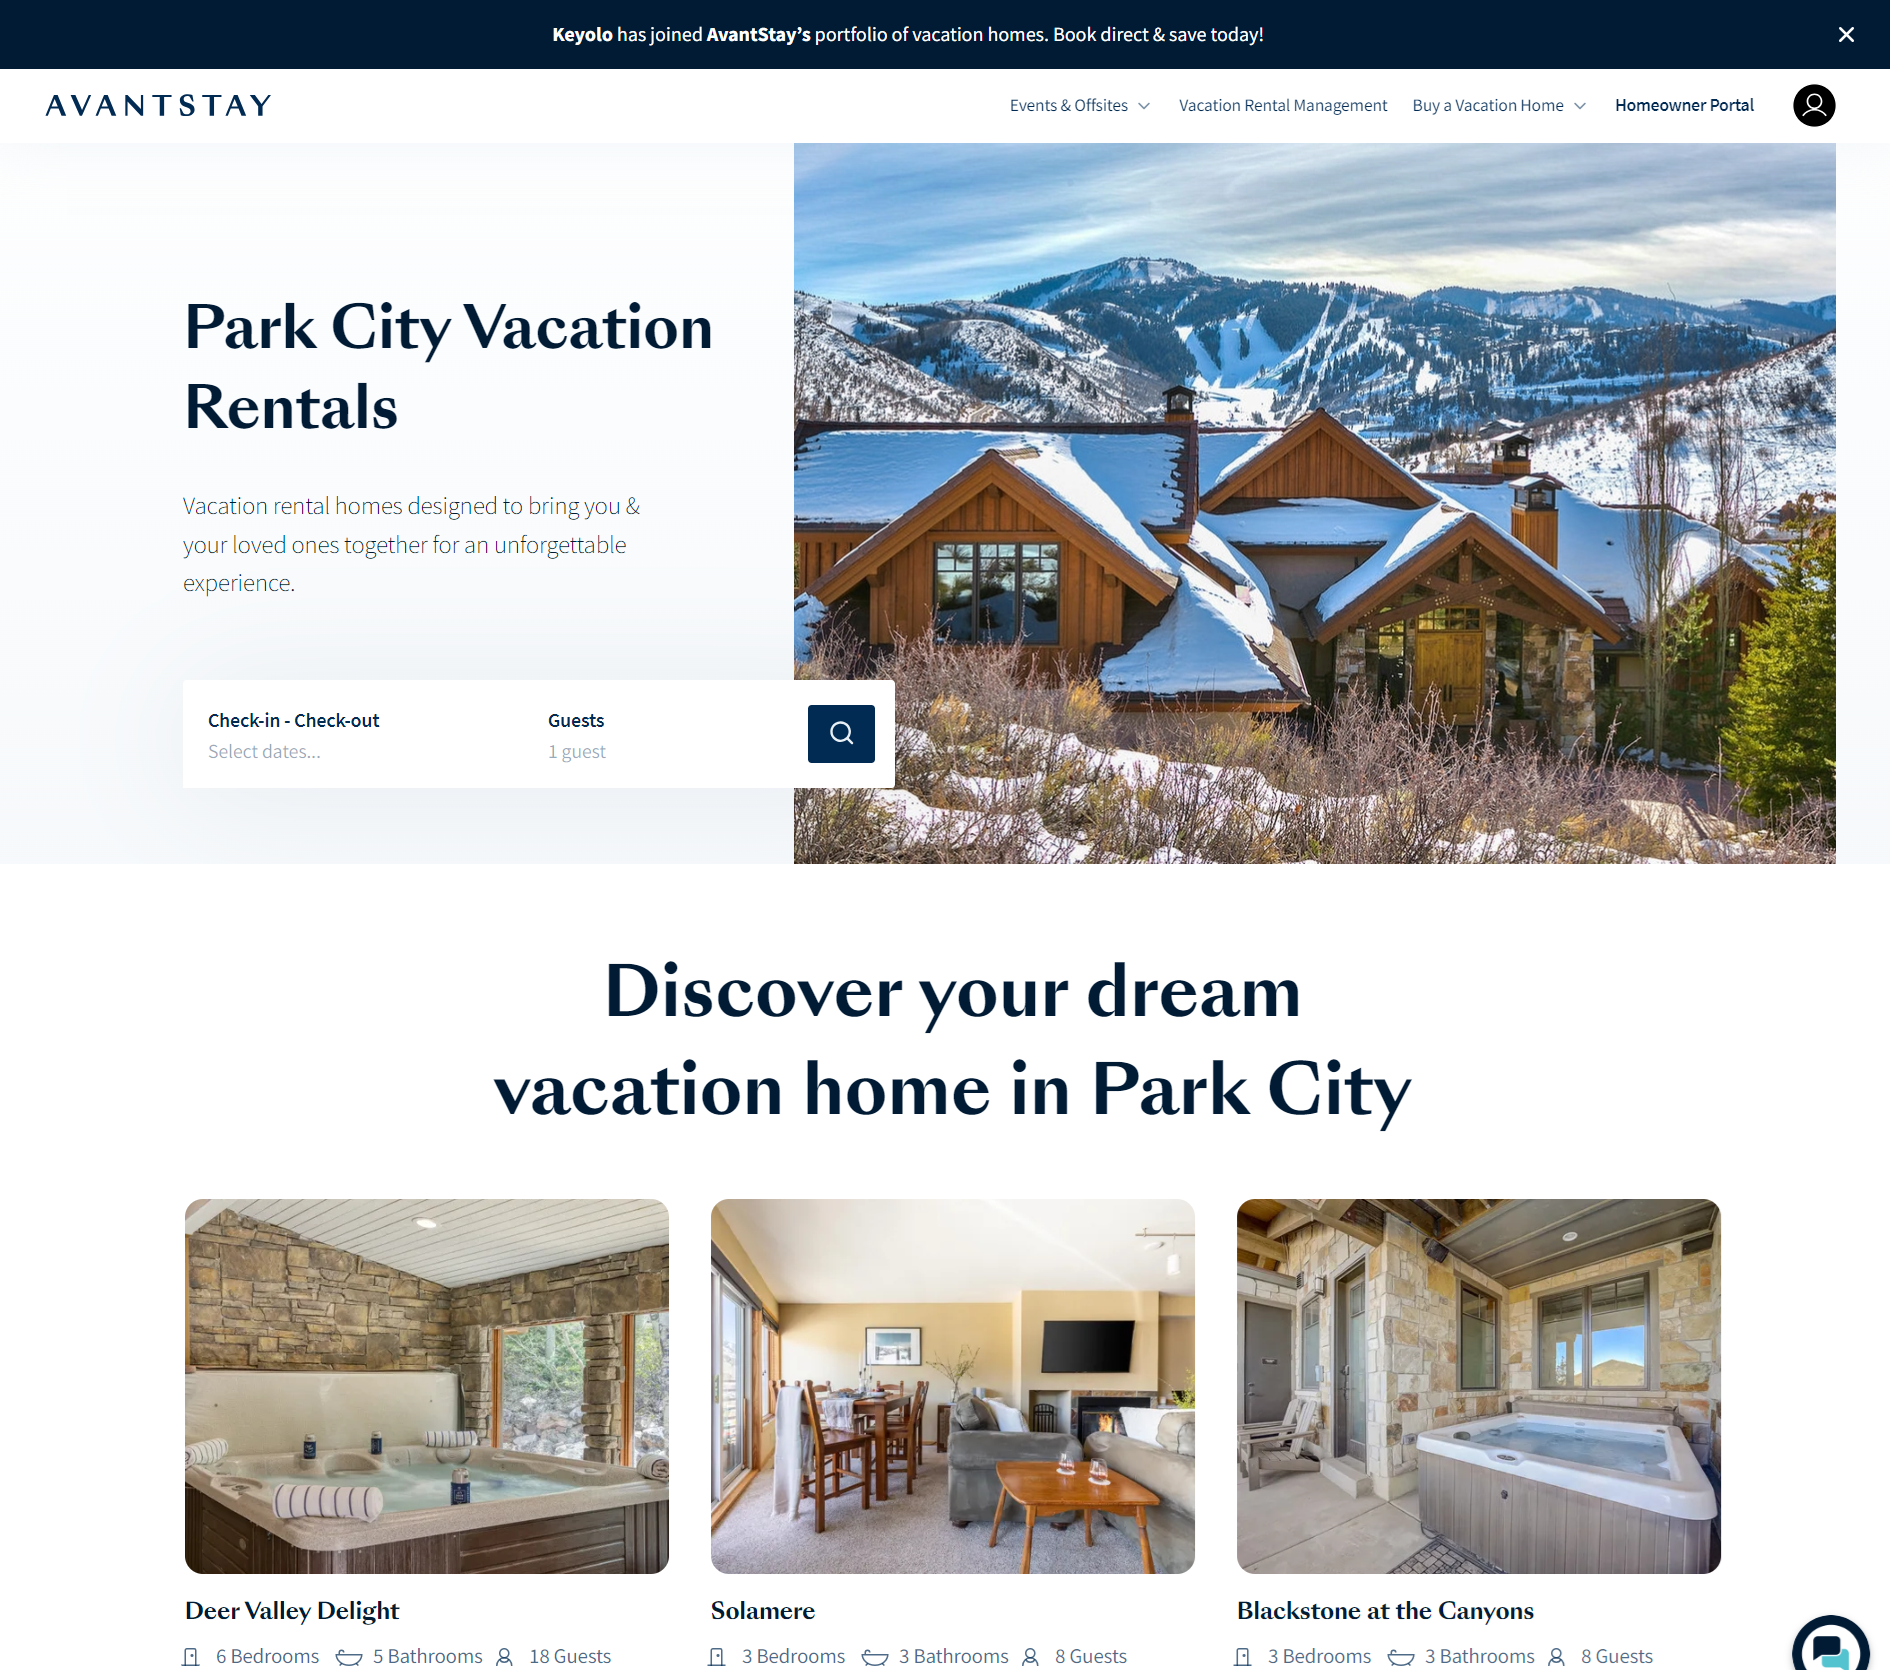 Keyolo has joined AvantStay’s portfolio of vacation homes. Book direct & save today!
AVANTSTAY
Events & Offsites
Vacation Rental Management
Buy a Vacation Home
Homeowner Portal
Park City Vacation
Rentals
Vacation rental homes designed to bring you &
your loved ones together for an unforgettable
experience.
Check-in - Check-out
Select dates...
Guests
1 guest
Discover your dream
vacation home in Park City
Deer Valley Delight
6 Bedrooms 5 Bathrooms 18 Guests
Solamere
3 Bedrooms 3 Bathrooms 8 Guests
Blackstone at the Canyons
3 Bedrooms 3 Bathrooms 8 Guests